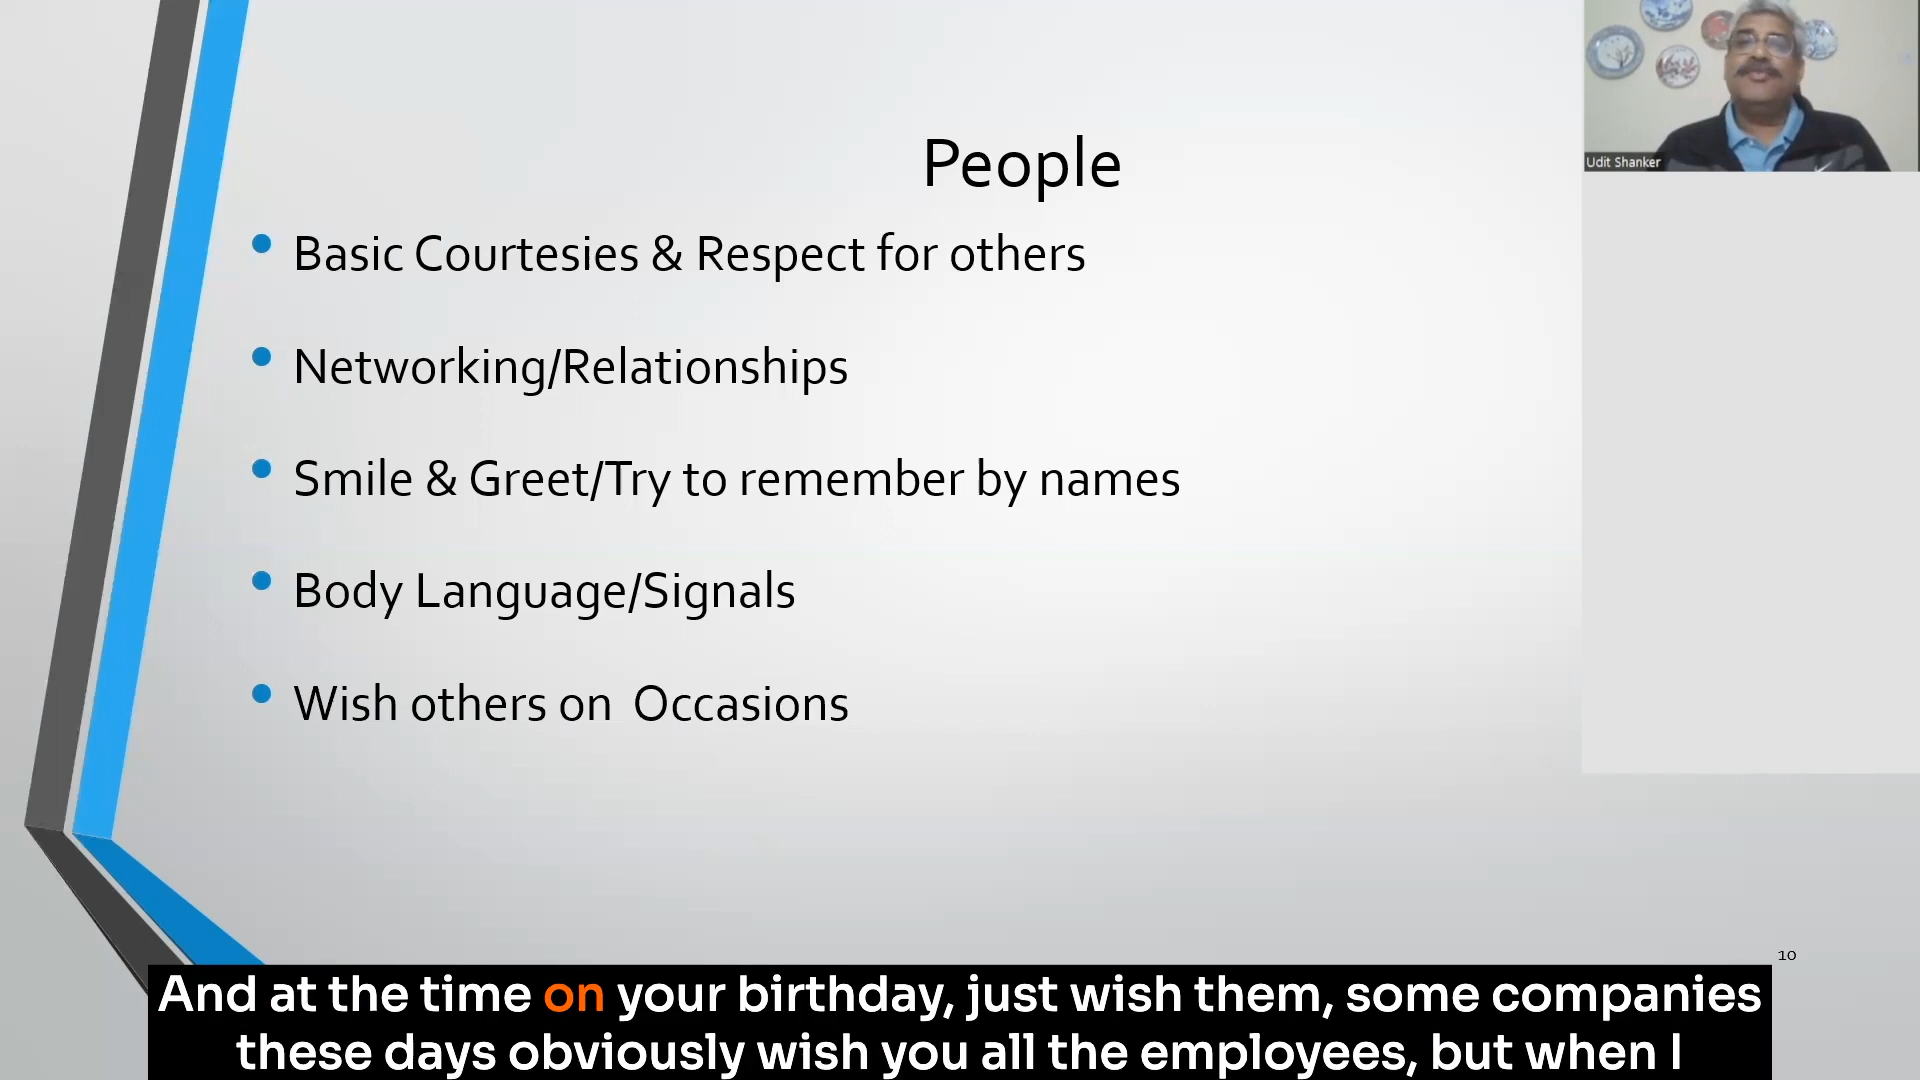 People
Udit Shanker
• Basic Courtesies & Respect for others
• Networking/Relationships
• Smile & Greet/Try to remember by names
• Body Language/Signals
• Wish others on  Occasions
10
And at the time on your birthday, just wish them, some companies
these days obviously wish you all the employees, but when I